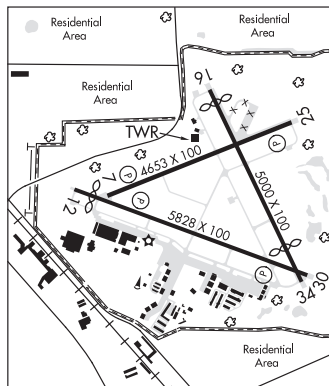 Residential
Area
Residential
Area
Residential
Area
16
TWR
25
P
4653 X 100
P
7
12
P
5000 X 100
5828 X 100
P
34
30
Residential
Area